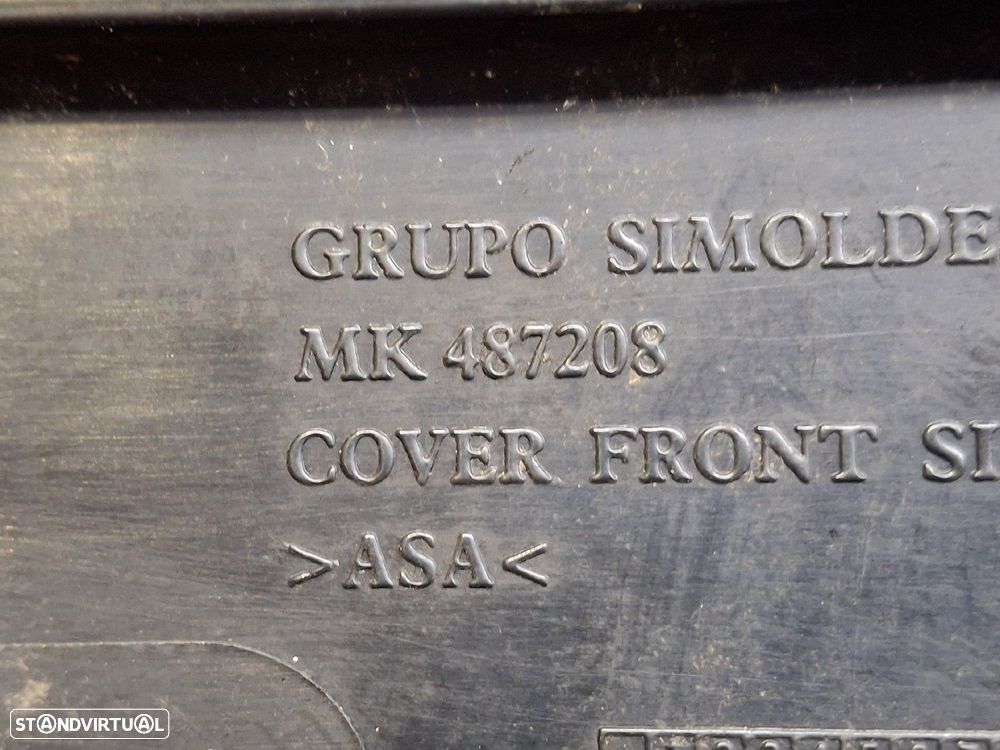 GRUPO SIMOLDE
MK 487208
COVER FRONT SI
>ASA<
STANDVIRTUAL